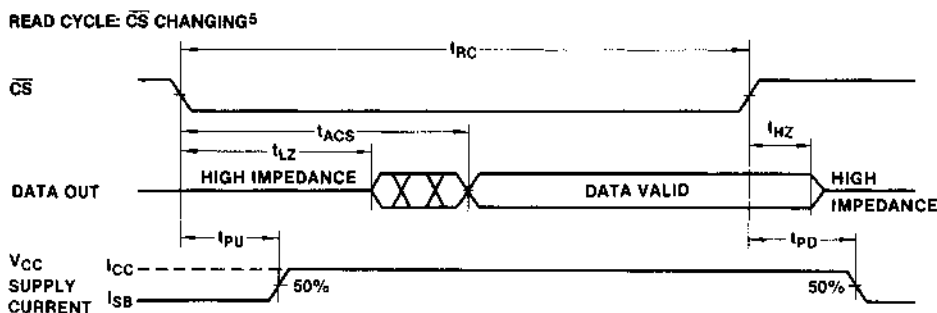 READ CYCLE: CS CHANGING5
tRC
CS
tACS
tHZ
tLZ
DATA OUT
HIGH IMPEDANCE
DATA VALID
HIGH
IMPEDANCE
tPU
tPD
VCC
SUPPLY
CURRENT
ICC
ISB
50%
50%